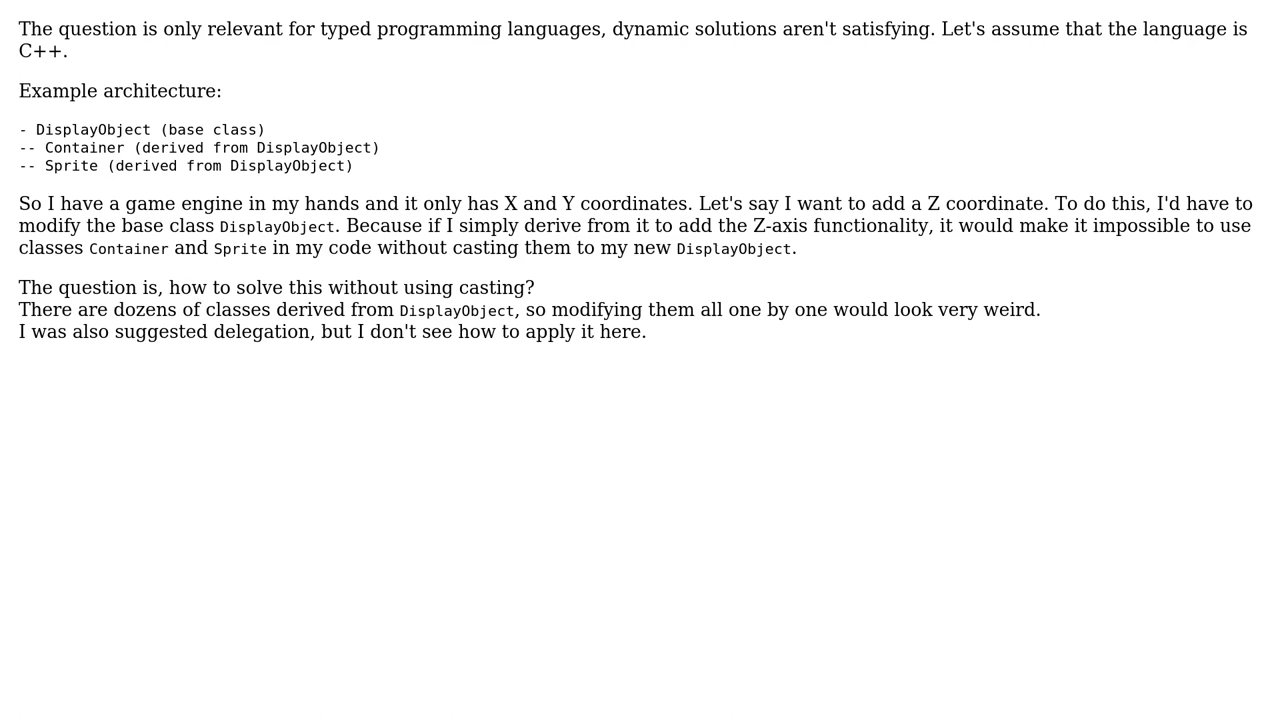 The question is only relevant for typed programming languages, dynamic solutions aren't satisfying. Let's assume that the language is
C++.
Example architecture:
- DisplayObject (base class)
-- Container (derived from DisplayObject)
-- Sprite (derived from DisplayObject)
So I have a game engine in my hands and it only has X and Y coordinates. Let's say I want to add a Z coordinate. To do this, I'd have to
modify the base class DisplayObject. Because if I simply derive from it to add the Z-axis functionality, it would make it impossible to use
classes Container and Sprite in my code without casting them to my new DisplayObject.
The question is, how to solve this without using casting?
There are dozens of classes derived from DisplayObject, so modifying them all one by one would look very weird.
I was also suggested delegation, but I don't see how to apply it here.